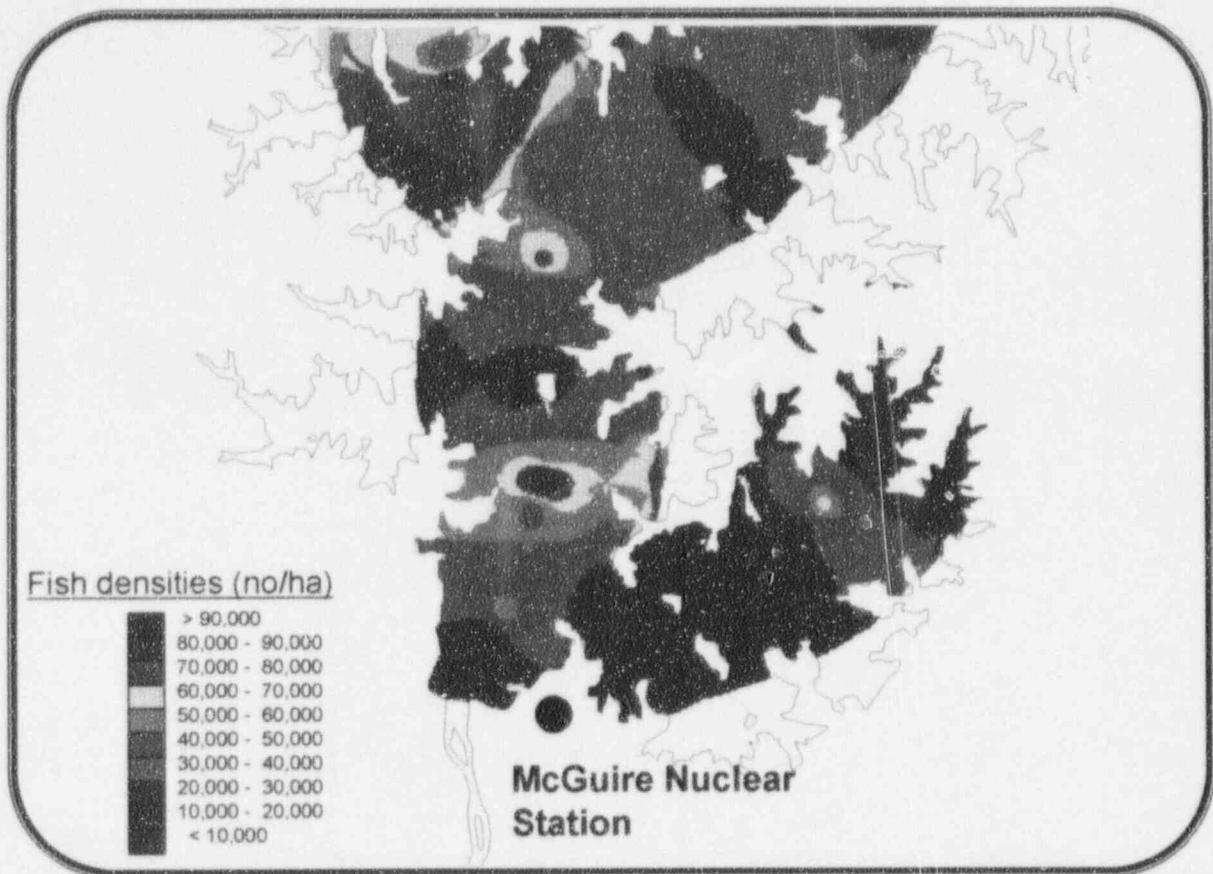 Fish densities (no/ha)
> 90,000
80,000 - 90,000
70,000 - 80,000
60,000 - 70,000
50,000 - 60,000
40,000 - 50,000
30,000 - 40,000
20,000 - 30,000
10,000 - 20,000
< 10,000
McGuire Nuclear
Station